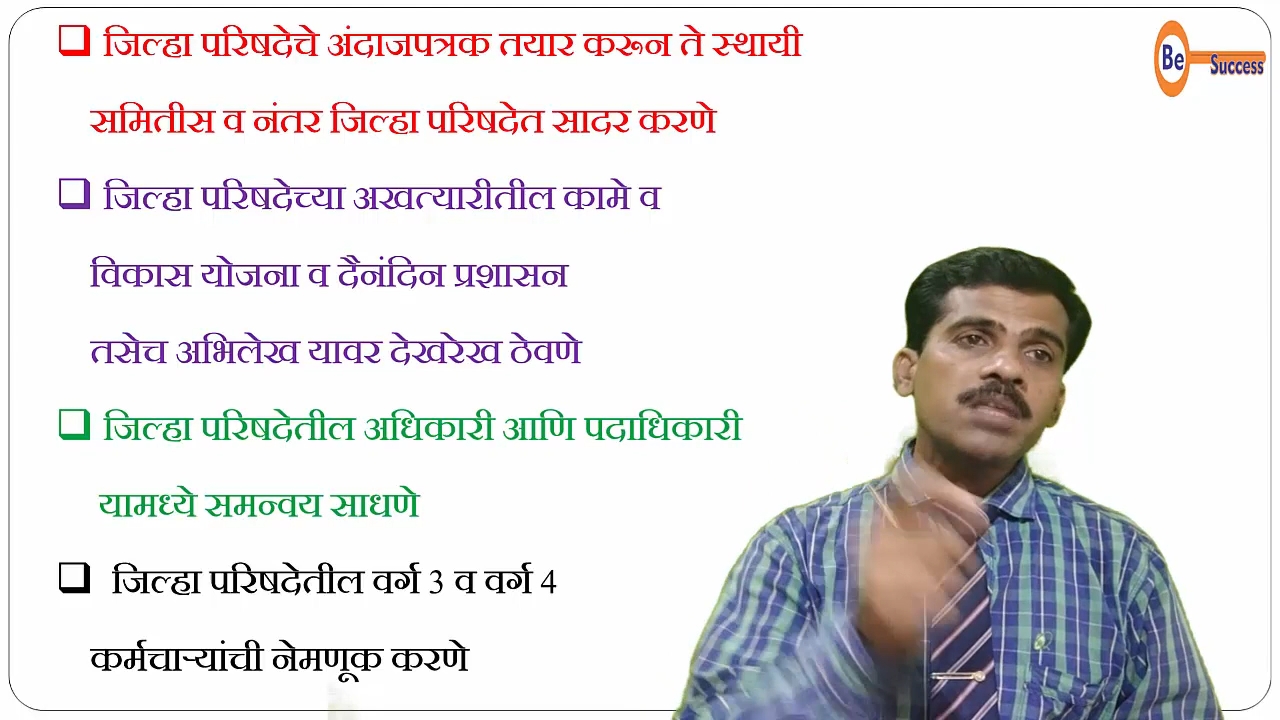 ❑ जिल्हा परिषदेचे अंदाजपत्रक तयार करून ते स्थायी
समितीस व नंतर जिल्हा परिषदेत सादर करणे
❑ जिल्हा परिषदेच्या अखत्यारीतील कामे व
विकास योजना व दैनंदिन प्रशासन
तसेच अभिलेख यावर देखरेख ठेवणे
❑ जिल्हा परिषदेतील अधिकारी आणि पदाधिकारी
यामध्ये समन्वय साधणे
❑ जिल्हा परिषदेतील वर्ग 3 व वर्ग 4
कर्मचाऱ्यांची नेमणूक करणे
Be
Success